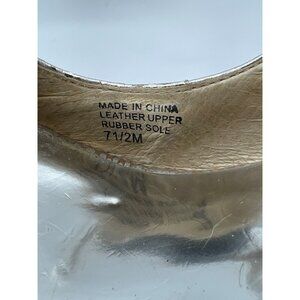 MADE IN CHINA
LEATHER UPPER
RUBBER SOLE
7 1/2M